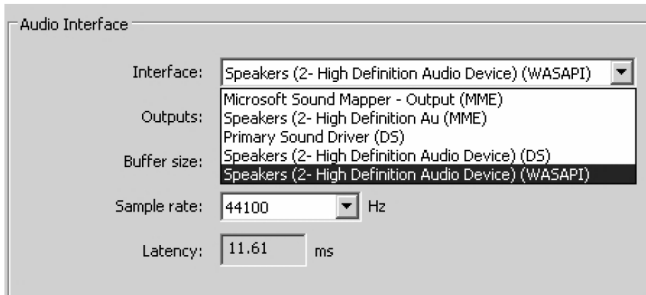 Audio Interface
Interface: Speakers (2- High Definition Audio Device) (WASAPI)
Microsoft Sound Mapper - Output (MME)
Outputs: Speakers (2- High Definition Au (MME)
Primary Sound Driver (DS)
Buffer size: Speakers (2- High Definition Audio Device) (DS)
Speakers (2- High Definition Audio Device) (WASAPI)
Sample rate: 44100 Hz
Latency: 11.61 ms